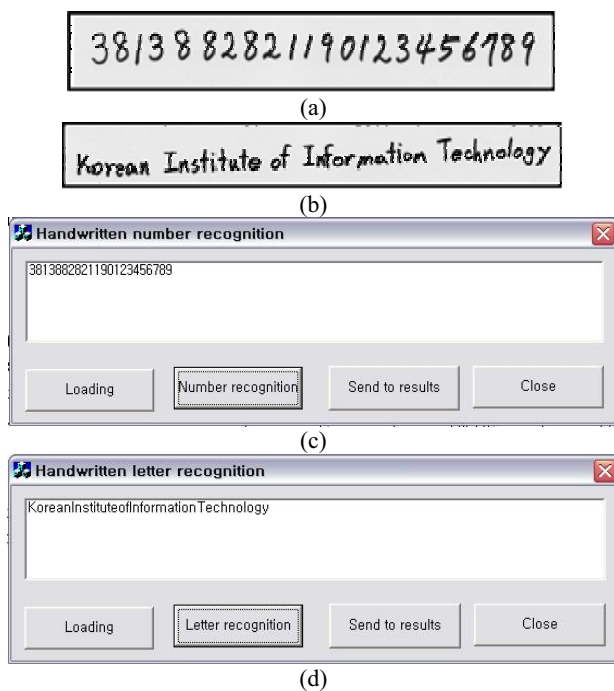 3813882821190123456789
(a)
Korean Institute of Information Technology
(b)
Handwritten number recognition
3813882821190123456789
Loading Number recognition Send to results Close
(c)
Handwritten letter recognition
KoreanInstituteofInformationTechnology
Loading Letter recognition Send to results Close
(d)